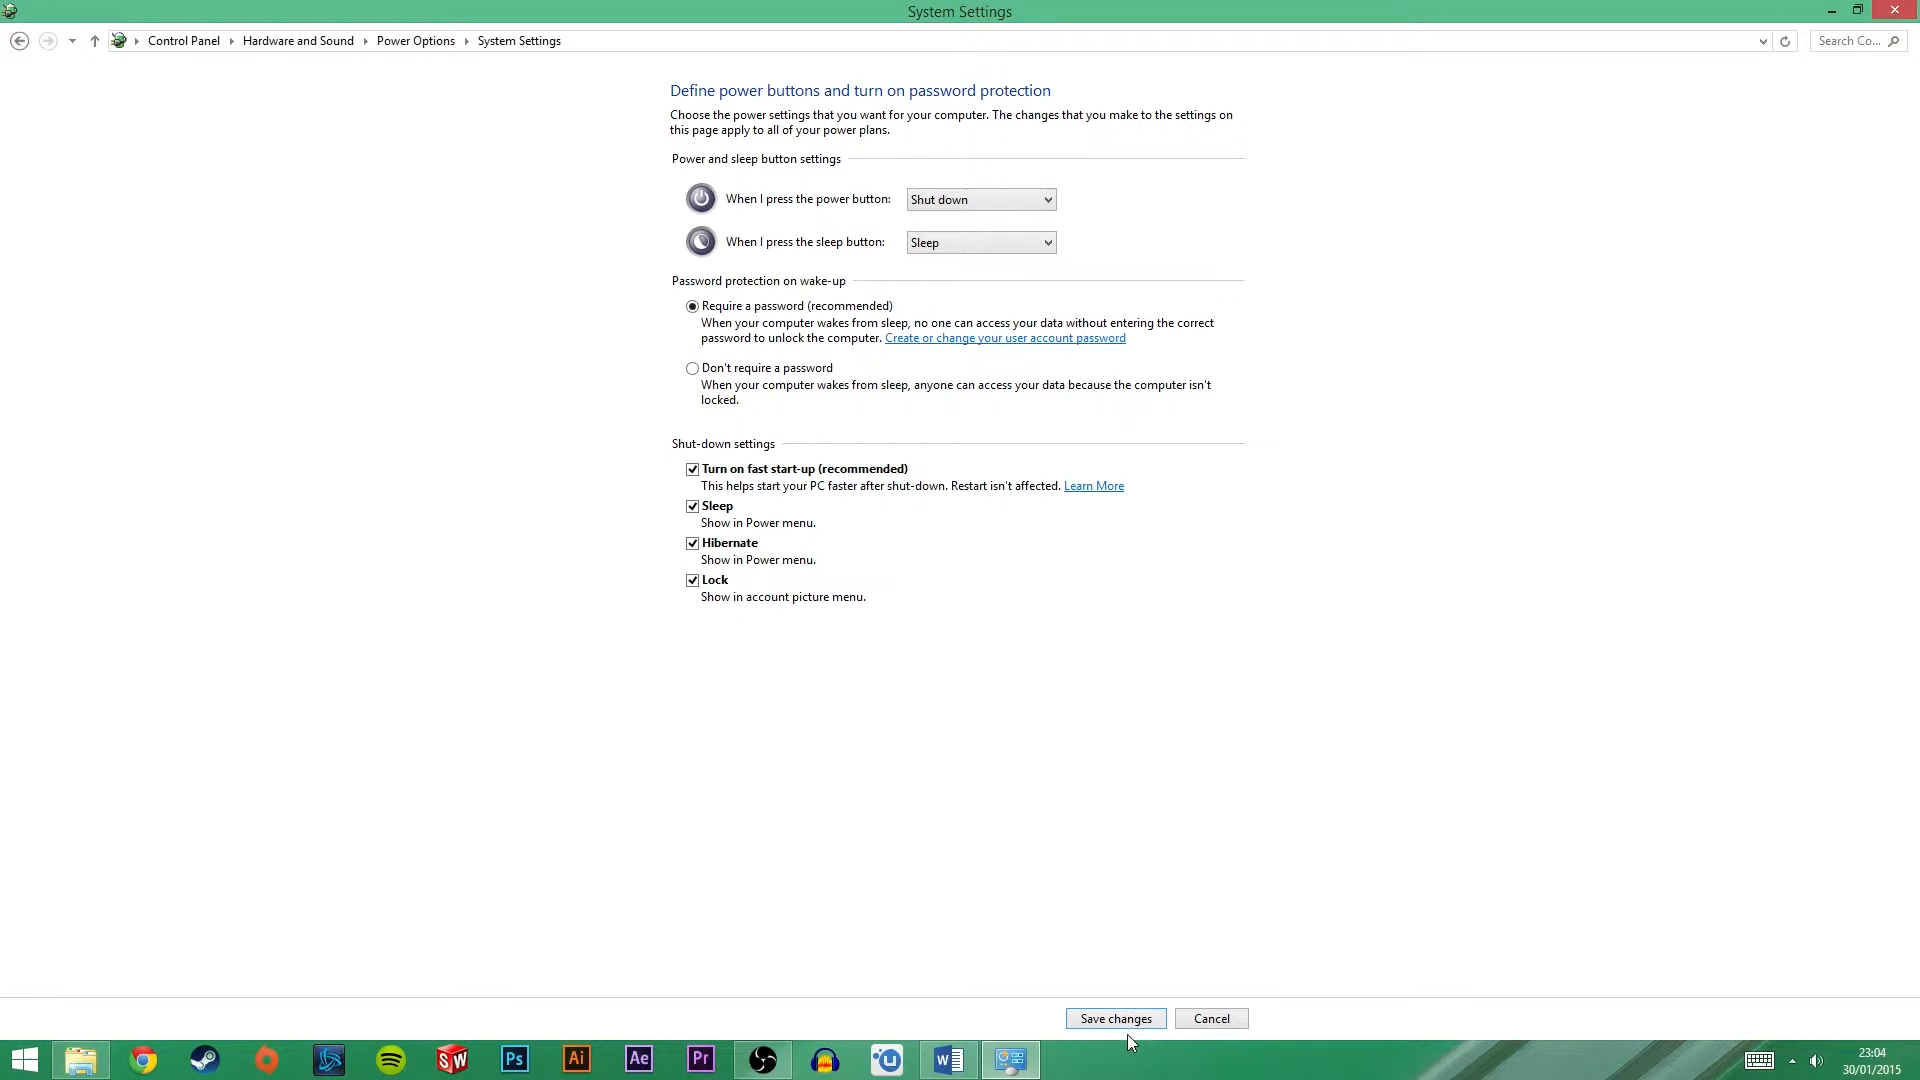 System Settings
Control Panel
Hardware and Sound
Power Options
System Settings
Search Co...
Define power buttons and turn on password protection
Choose the power settings that you want for your computer. The changes that you make to the settings on
this page apply to all of your power plans.
Power and sleep button settings
When I press the power button:
Shut down
When I press the sleep button:
Sleep
Password protection on wake-up
Require a password (recommended)
When your computer wakes from sleep, no one can access your data without entering the correct
password to unlock the computer. Create or change your user account password
Don't require a password
When your computer wakes from sleep, anyone can access your data because the computer isn't
locked.
Shut-down settings
Turn on fast start-up (recommended)
This helps start your PC faster after shut-down. Restart isn't affected. Learn More
Sleep
Show in Power menu.
Hibernate
Show in Power menu.
Lock
Show in account picture menu.
Save changes
Cancel
SW
Ps
Ai
Ae
Pr
u
W
23:04
30/01/2015